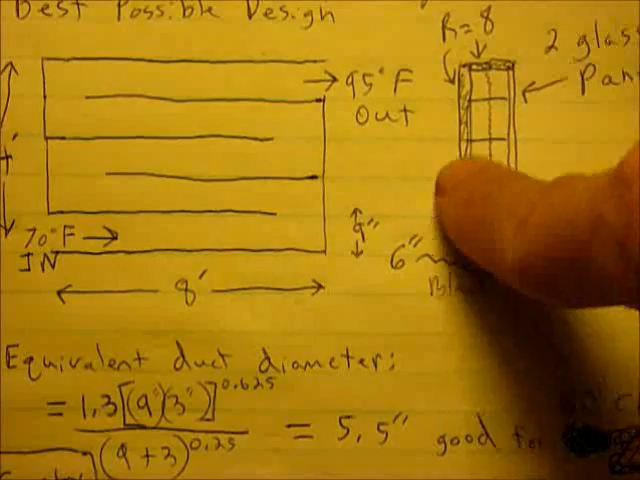 Best Possible Design
R=8
2 glass
Pan
95°F
Out
70°F
IN
9"
6"
8'
Equivalent duct diameter:
= 1.3[(9")(3")]^0.625
(9+3)^0.25
= 5.5" good for